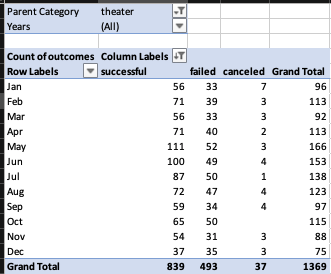 Parent Category theater
Years (All)
Count of outcomes Column Labels
Row Labels successful failed canceled Grand Total
Jan 56 33 7 96
Feb 71 39 3 113
Mar 56 33 3 92
Apr 71 40 2 113
May 111 52 3 166
Jun 100 49 4 153
Jul 87 50 1 138
Aug 72 47 4 123
Sep 59 34 4 97
Oct 65 50 115
Nov 54 31 3 88
Dec 37 35 3 75
Grand Total 839 493 37 1369